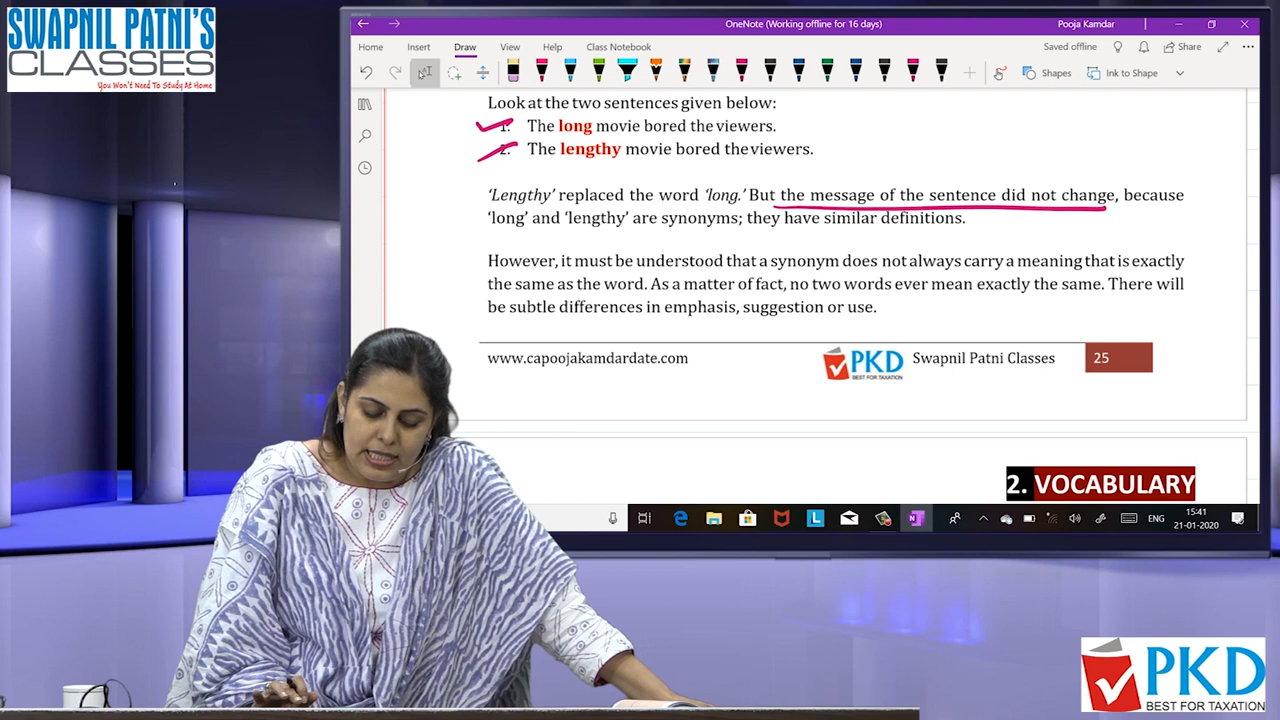 SWAPNIL PATNI'S
CLASSES
You Won't Need To Study At Home
OneNote (Working offline for 16 days)
Pooja Kamdar
Home Insert Draw View Help Class Notebook
Saved offline
Share
Shapes
Ink to Shape
Look at the two sentences given below:
1. The long movie bored the viewers.
2. The lengthy movie bored the viewers.
‘Lengthy’ replaced the word ‘long.’ But the message of the sentence did not change, because
‘long’ and ‘lengthy’ are synonyms; they have similar definitions.
However, it must be understood that a synonym does not always carry a meaning that is exactly
the same as the word. As a matter of fact, no two words ever mean exactly the same. There will
be subtle differences in emphasis, suggestion or use.
www.capoojakamdardate.com
PKD
BEST FOR TAXATION
Swapnil Patni Classes
25
2. VOCABULARY
ENG
15:41
21-01-2020
PKD
BEST FOR TAXATION